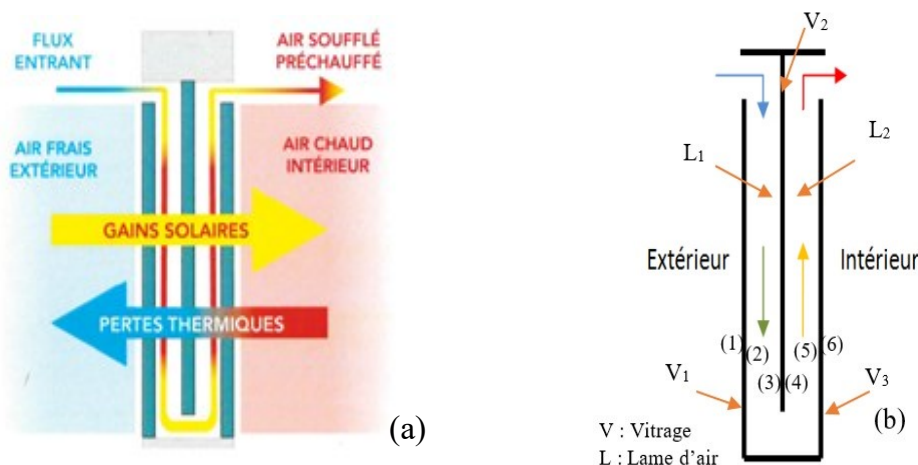 FLUX
ENTRANT
AIR SOUFFLÉ
PRÉCHAUFFÉ
AIR FRAIS
EXTÉRIEUR
AIR CHAUD
INTÉRIEUR
GAINS SOLAIRES
PERTES THERMIQUES
(a)
V2
L1
L2
Extérieur
Intérieur
(1)
(2)
(3)
(4)
(5)
(6)
V1
V3
(b)
V : Vitrage
L : Lame d’air